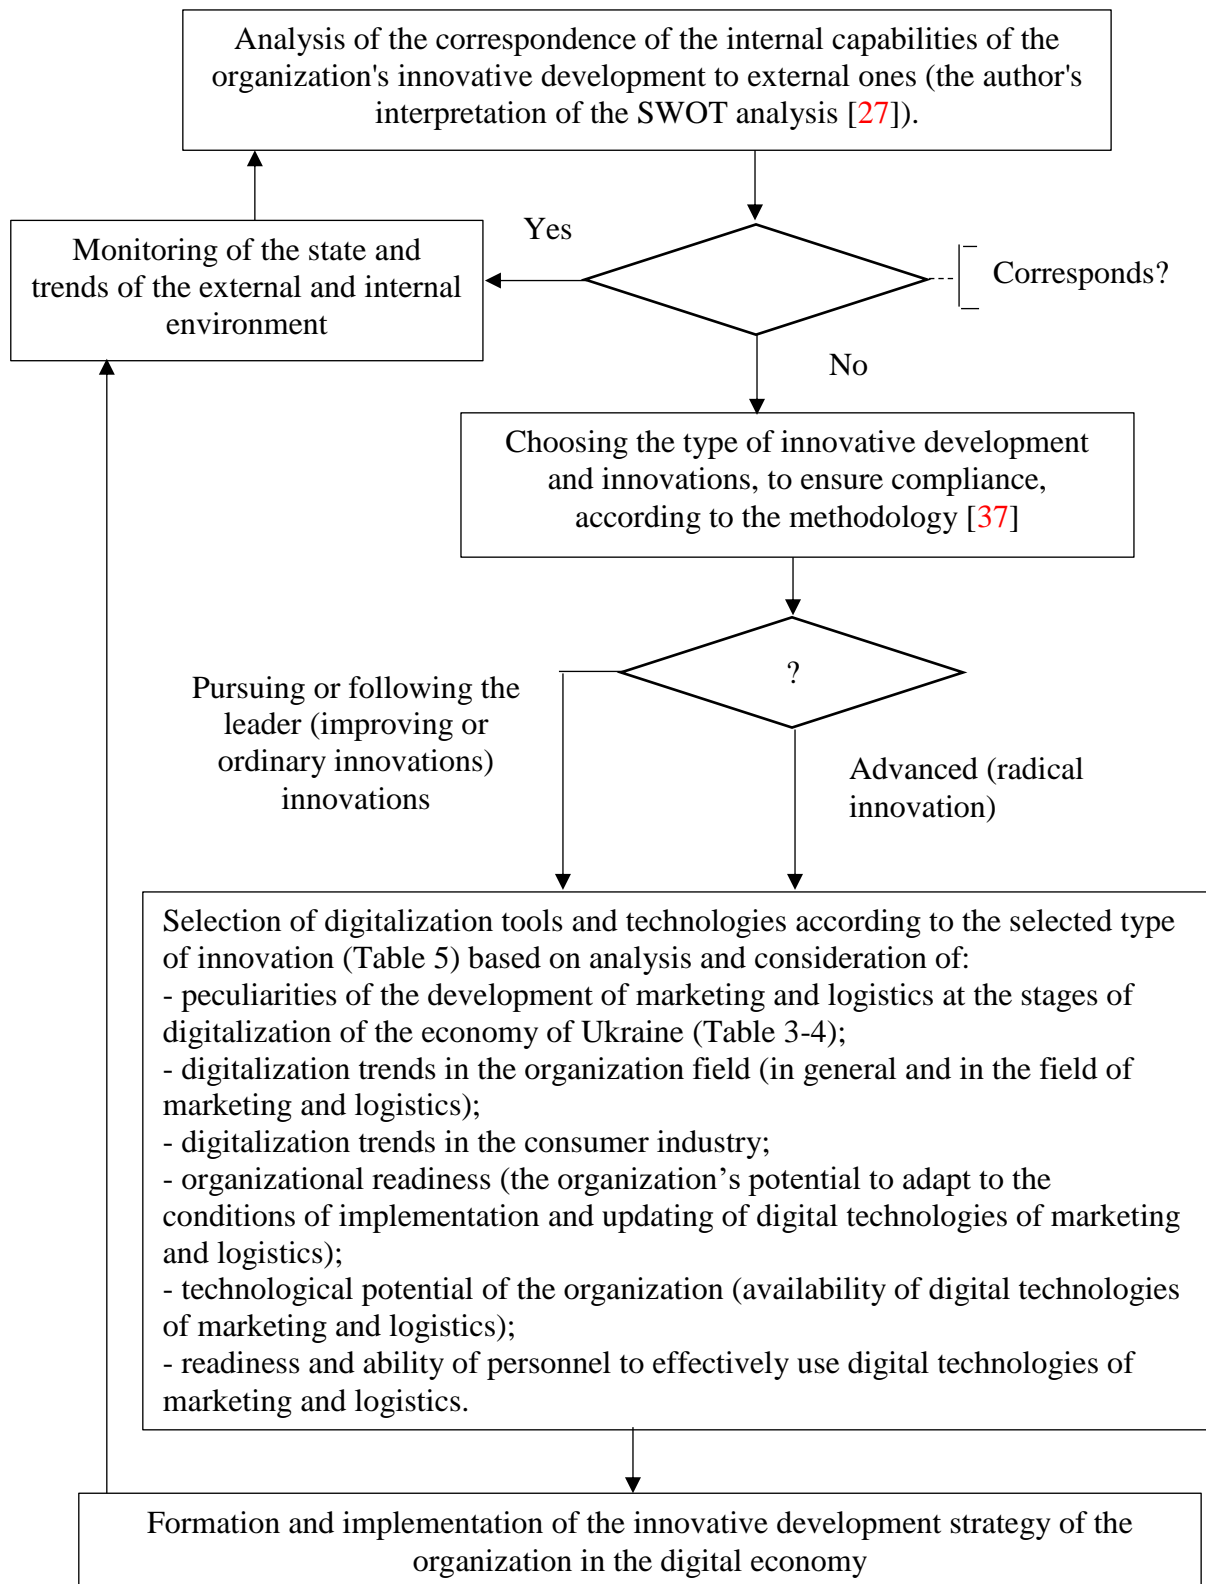 Analysis of the correspondence of the internal capabilities of the
organization's innovative development to external ones (the author's
interpretation of the SWOT analysis [27]).
Yes
Monitoring of the state and
trends of the external and internal
environment
Corresponds?
No
Choosing the type of innovative development
and innovations, to ensure compliance,
according to the methodology [37]
?
Pursuing or following the
leader (improving or
ordinary innovations)
innovations
Advanced (radical
innovation)
Selection of digitalization tools and technologies according to the selected type
of innovation (Table 5) based on analysis and consideration of:
- peculiarities of the development of marketing and logistics at the stages of
digitalization of the economy of Ukraine (Table 3-4);
- digitalization trends in the organization field (in general and in the field of
marketing and logistics);
- digitalization trends in the consumer industry;
- organizational readiness (the organization’s potential to adapt to the
conditions of implementation and updating of digital technologies of marketing
and logistics);
- technological potential of the organization (availability of digital technologies
of marketing and logistics);
- readiness and ability of personnel to effectively use digital technologies of
marketing and logistics.
Formation and implementation of the innovative development strategy of the
organization in the digital economy